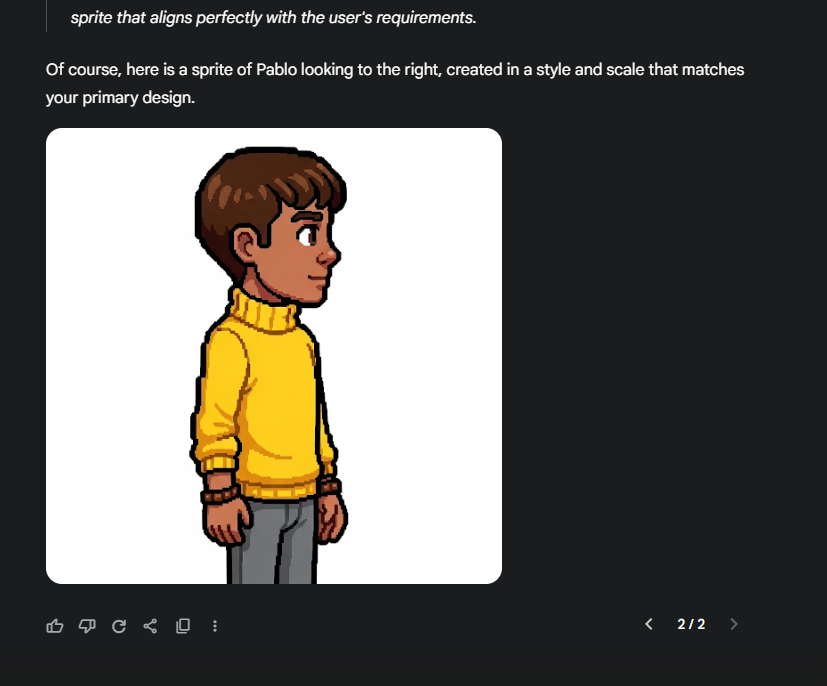 sprite that aligns perfectly with the user's requirements.
Of course, here is a sprite of Pablo looking to the right, created in a style and scale that matches
your primary design.
2 / 2